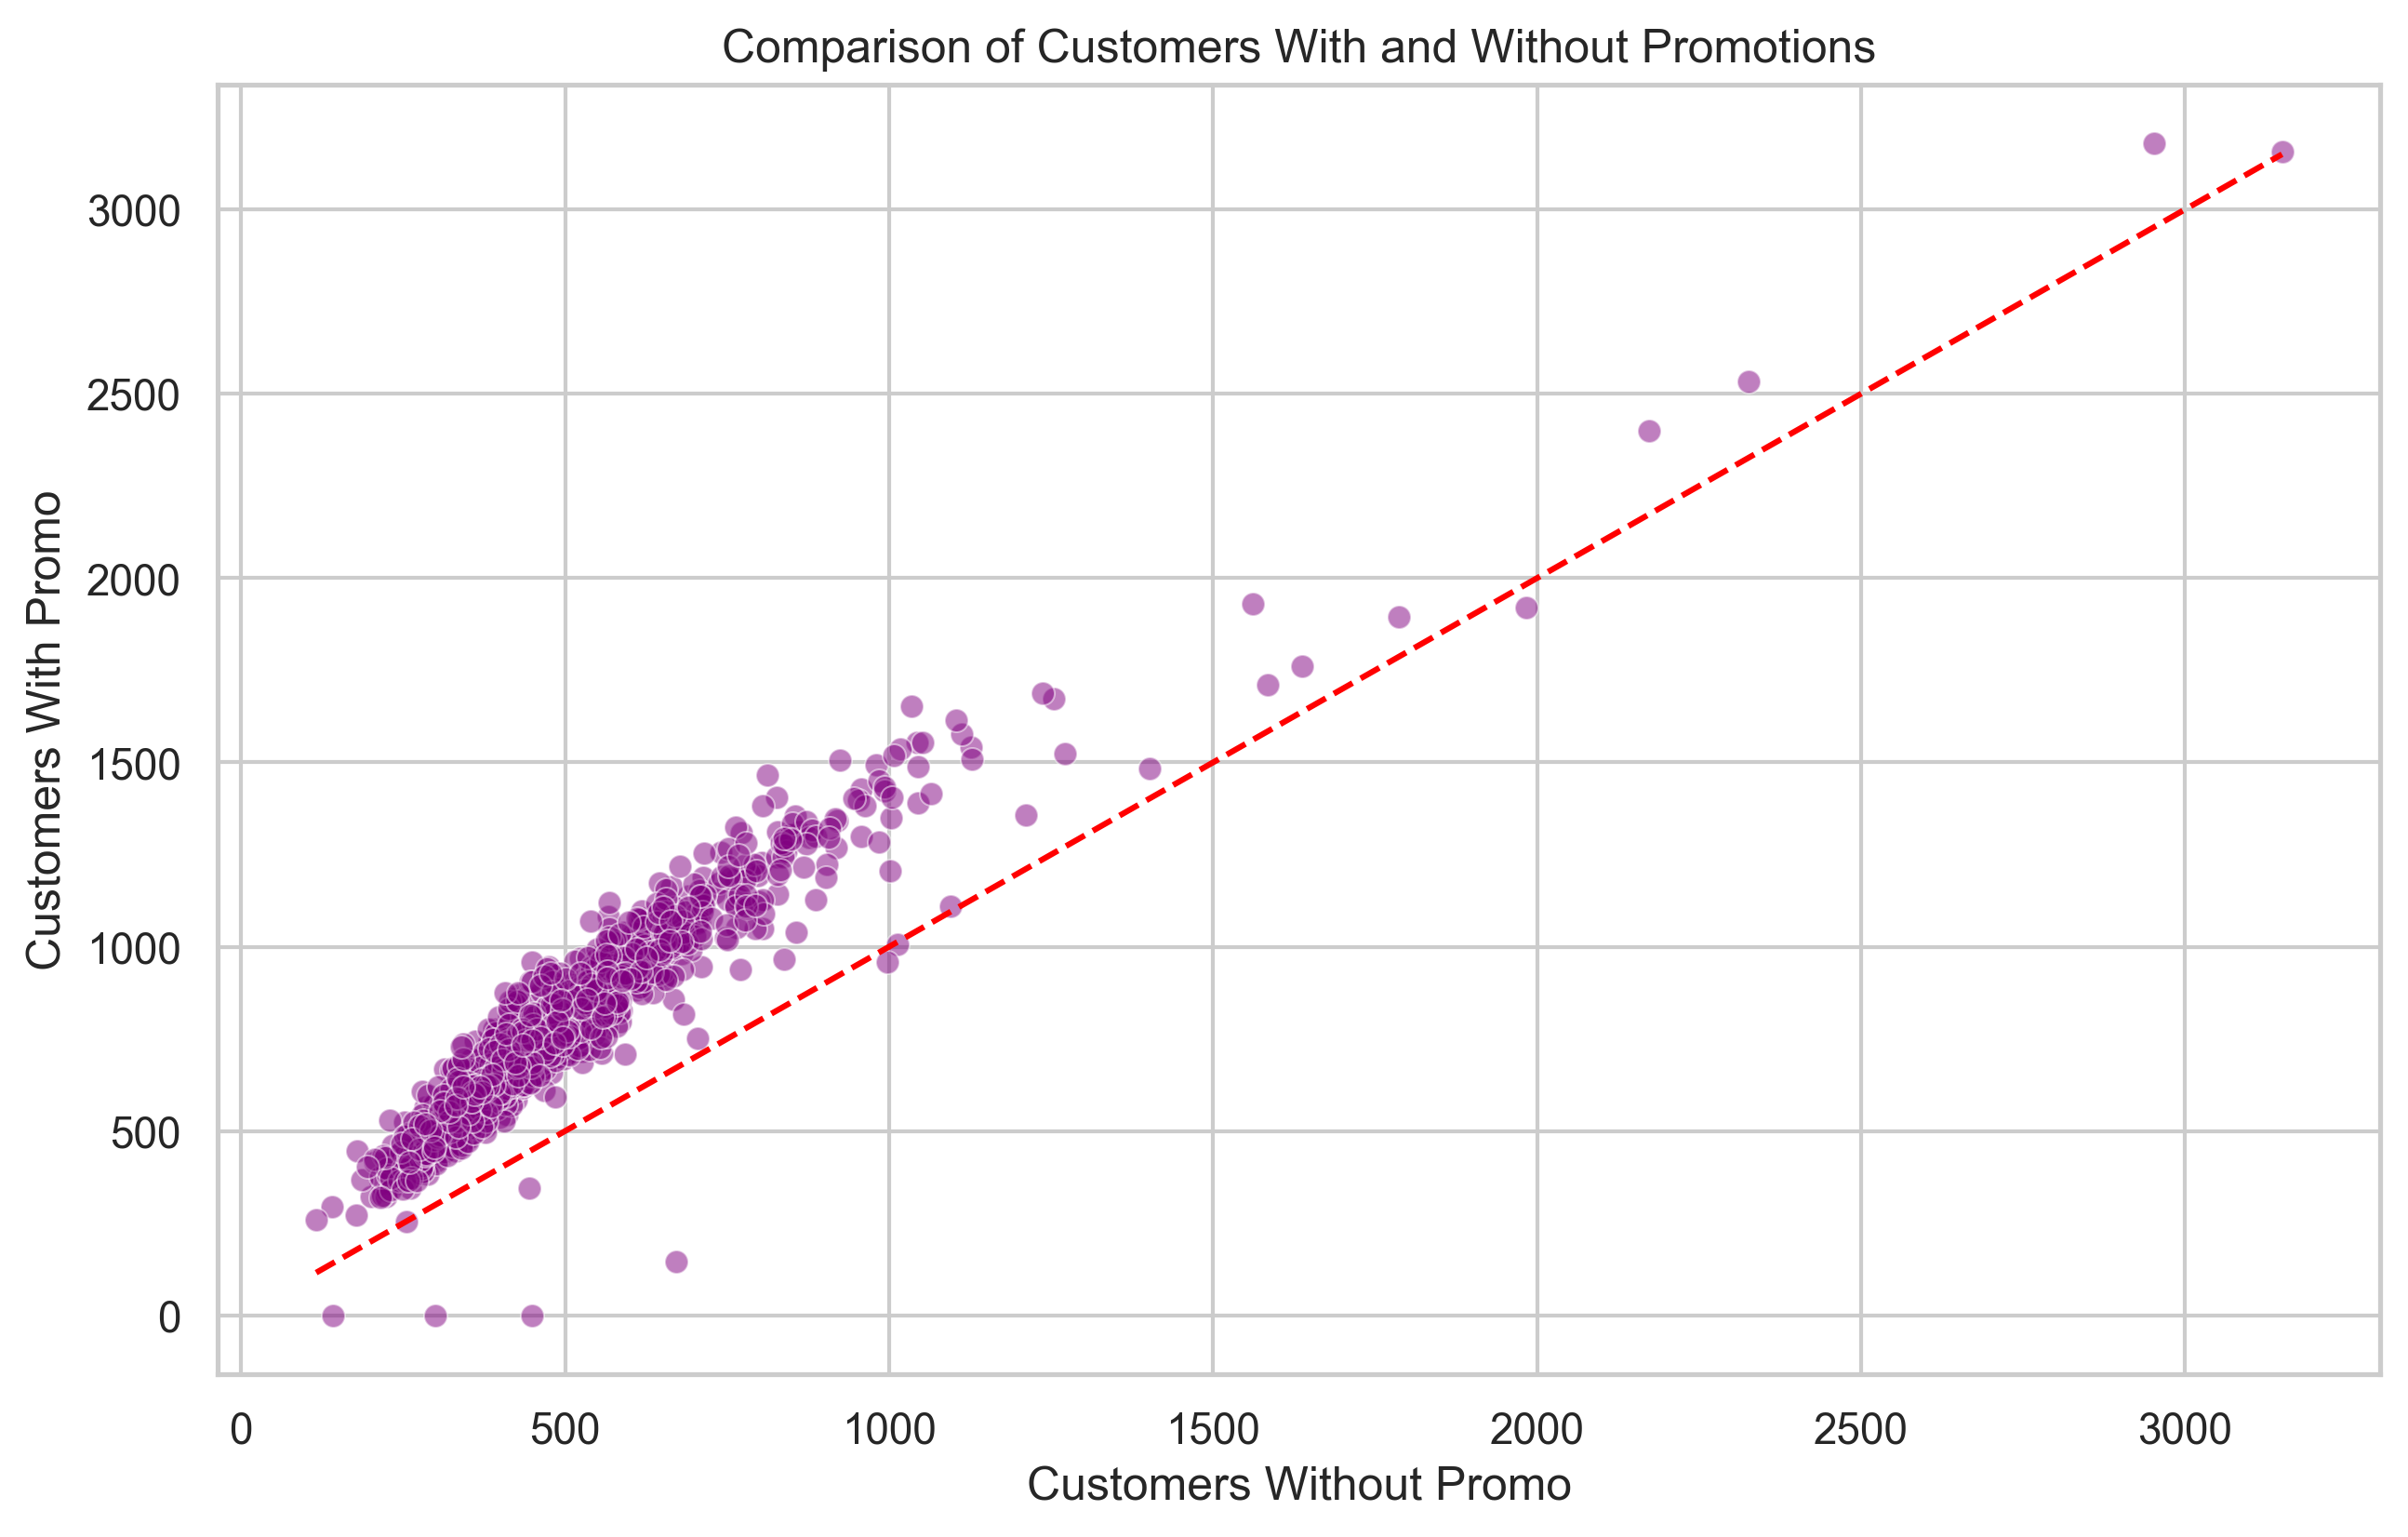 Comparison of Customers With and Without Promotions
Customers With Promo
3000
2500
2000
1500
1000
500
0
0 500 1000 1500 2000 2500 3000
Customers Without Promo